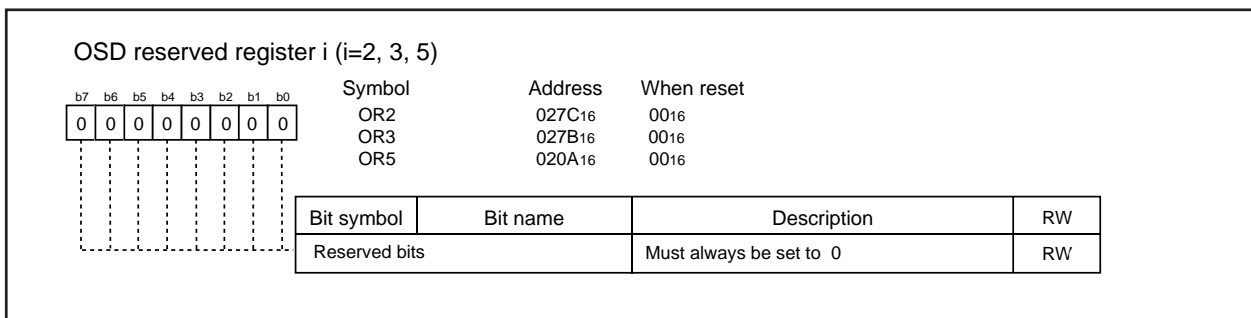 OSD reserved register i (i=2, 3, 5)
b7 b6 b5 b4 b3 b2 b1 b0
0 0 0 0 0 0 0 0
Symbol Address When reset
OR2 027C16 0016
OR3 027B16 0016
OR5 020A16 0016
Bit symbol Bit name Description RW
Reserved bits Must always be set to 0 RW